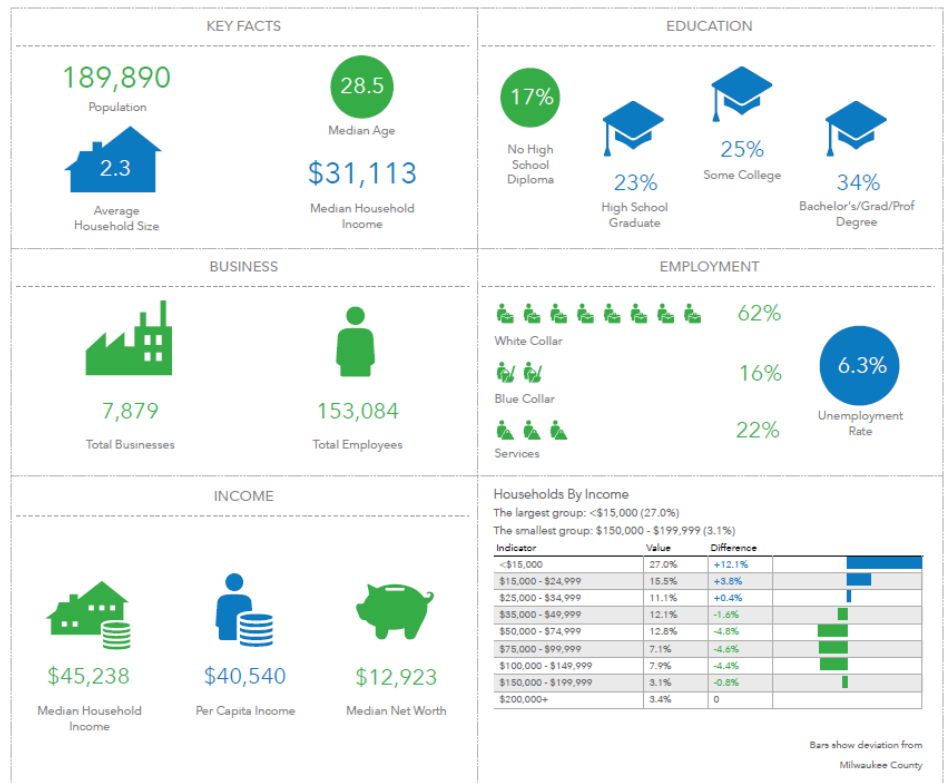 KEY FACTS
189,890
Population
28.5
Median Age
2.3
Average
Household Size
$31,113
Median Household
Income
EDUCATION
17%
No High
School
Diploma
23%
High School
Graduate
25%
Some College
34%
Bachelor's/Grad/Prof
Degree
BUSINESS
7,879
Total Businesses
153,084
Total Employees
EMPLOYMENT
62%
White Collar
16%
Blue Collar
22%
Services
6.3%
Unemployment
Rate
INCOME
$45,238
Median Household
Income
$40,540
Per Capita Income
$12,923
Median Net Worth
Households By Income
The largest group: <$15,000 (27.0%)
The smallest group: $150,000 - $199,999 (3.1%)
Indicator Value Difference
<$15,000 27.0% +12.1%
$15,000 - $24,999 15.5% +3.8%
$25,000 - $34,999 11.1% +0.4%
$35,000 - $49,999 12.1% -1.6%
$50,000 - $74,999 12.8% -4.8%
$75,000 - $99,999 7.1% -4.6%
$100,000 - $149,999 7.9% -4.4%
$150,000 - $199,999 3.1% -0.8%
$200,000+ 3.4% 0
Bars show deviation from
Milwaukee County